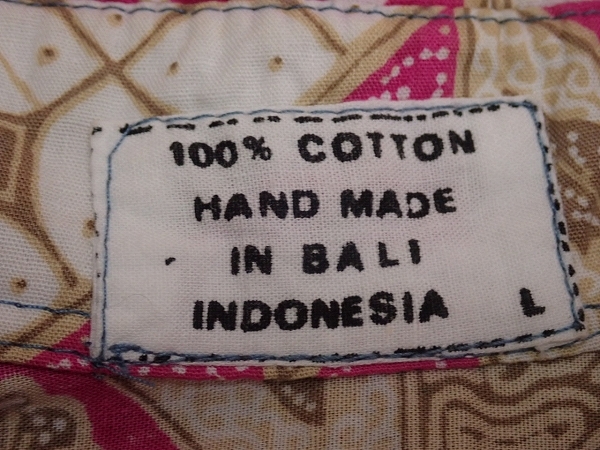 100% COTTON
HAND MADE
IN BALI
INDONESIA L